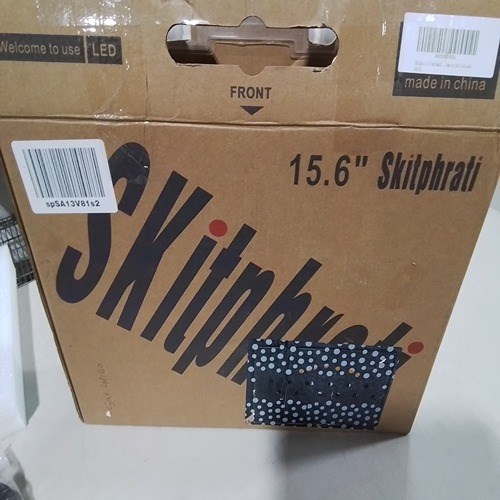 Welcome to use LED
made in china
FRONT
15.6" Skitphrati
spSA13V81s2
SKitphrati